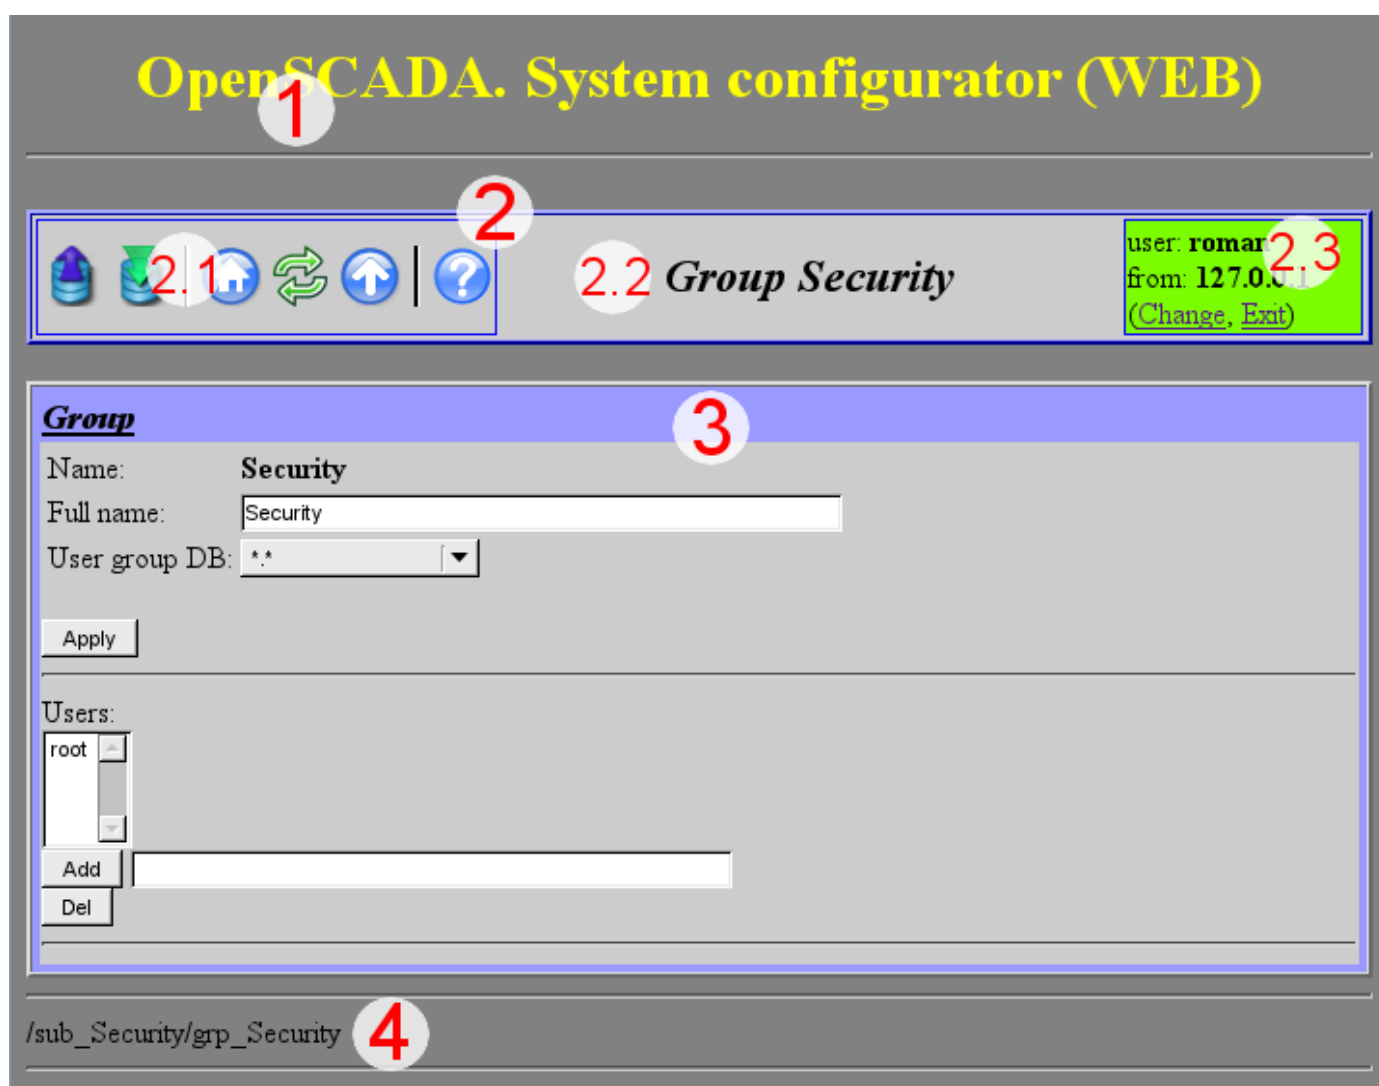 OpenSCADA. System configurator (WEB)
1
2
2.1
2.2 Group Security
user: roman
2.3
from: 127.0.0.1
(Change, Exit)
Group
3
Name: Security
Full name: Security
User group DB: *.*
Apply
Users:
root
Add
Del
/sub_Security/grp_Security
4